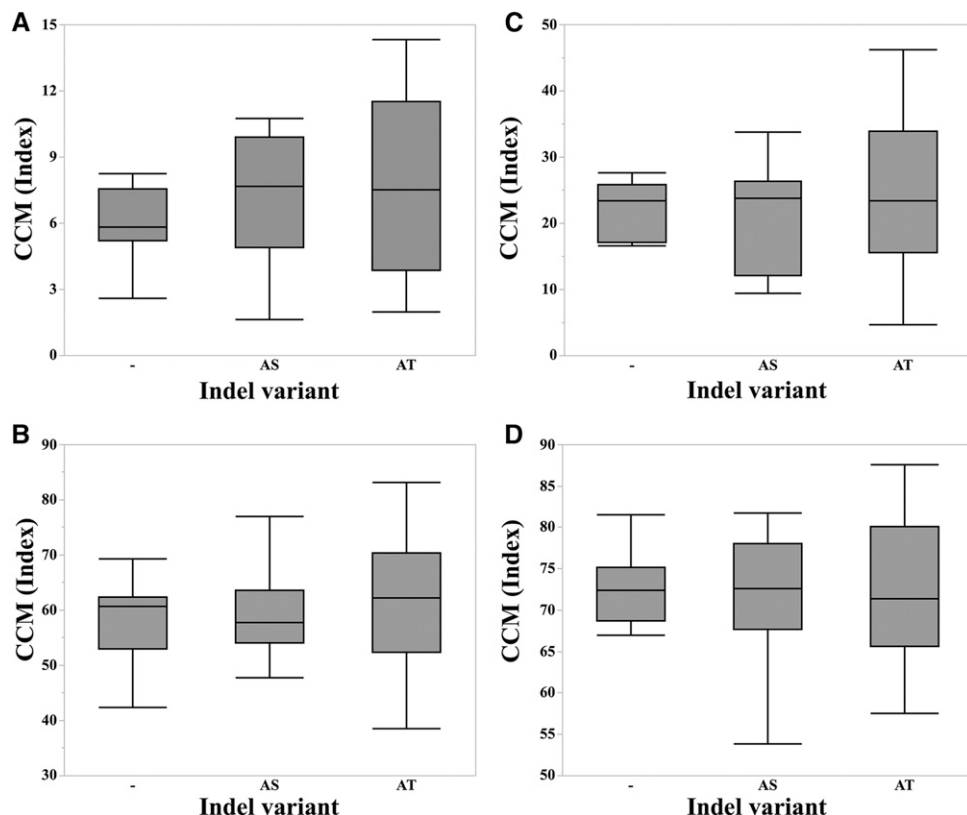 A
CCM (Index)
15
12
9
6
3
0
- AS AT
Indel variant
C
CCM (Index)
50
40
30
20
10
0
- AS AT
Indel variant
B
CCM (Index)
90
80
70
60
50
40
30
- AS AT
Indel variant
D
CCM (Index)
90
85
80
75
70
65
60
55
50
- AS AT
Indel variant